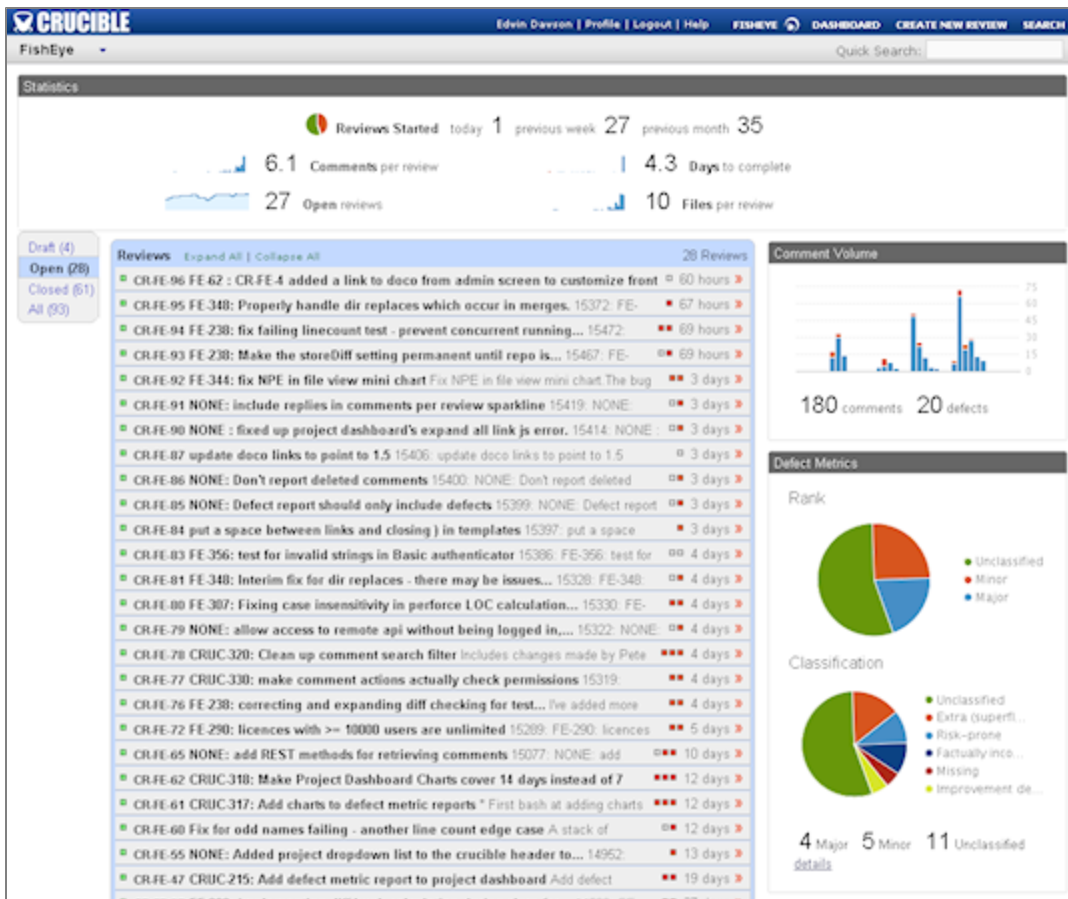 CRUCIBLE
Edwin Dawson | Profile | Logout | Help FISHEYE DASHBOARD CREATE NEW REVIEW SEARCH
FishEye
Quick Search:
Statistics
Reviews Started today 1 previous week 27 previous month 35
6.1 Comments per review
4.3 Days to complete
27 Open reviews
10 Files per review
Draft (4)
Open (28)
Closed (61)
All (93)
Reviews Expand All | Collapse All 28 Reviews
CR-FE-96 FE-62 : CR-FE-4 added a link to doco from admin screen to customize front 60 hours »
CR-FE-95 FE-348: Properly handle dir replaces which occur in merges. 15372: FE- 67 hours »
CR-FE-94 FE-238: fix failing linecount test - prevent concurrent running... 15472: 69 hours »
CR-FE-93 FE-238: Make the storeDiff setting permanent until repo is... 15467: FE- 69 hours »
CR-FE-92 FE-344: fix NPE in file view mini chart Fix NPE in file view mini chart.The bug 3 days »
CR-FE-91 NONE: include replies in comments per review sparkline 15419: NONE: 3 days »
CR-FE-90 NONE : fixed up project dashboard's expand all link js error. 15414: NONE : 3 days »
CR-FE-87 update doco links to point to 1.5 15406: update doco links to point to 1.5 3 days »
CR-FE-86 NONE: Don't report deleted comments 15400: NONE: Don't report deleted 3 days »
CR-FE-85 NONE: Defect report should only include defects 15399: NONE: Defect report 3 days »
CR-FE-84 put a space between links and closing ) in templates 15397: put a space 3 days »
CR-FE-83 FE-356: test for invalid strings in Basic authenticator 15386: FE-356: test for 4 days »
CR-FE-81 FE-348: Interim fix for dir replaces - there may be issues... 15328: FE-348: 4 days »
CR-FE-80 FE-307: Fixing case insensitivity in perforce LOC calculation... 15330: FE- 4 days »
CR-FE-79 NONE: allow access to remote api without being logged in,... 15322: NONE: 4 days »
CR-FE-78 CRUC-320: Clean up comment search filter Includes changes made by Pete 4 days »
CR-FE-77 CRUC-330: make comment actions actually check permissions 15319: 4 days »
CR-FE-76 FE-238: correcting and expanding diff checking for test... I've added more 4 days »
CR-FE-72 FE-290: licences with >= 10000 users are unlimited 15289: FE-290: licences 5 days »
CR-FE-65 NONE: add REST methods for retrieving comments 15077: NONE: add 10 days »
CR-FE-62 CRUC-318: Make Project Dashboard Charts cover 14 days instead of 7 12 days »
CR-FE-61 CRUC-317: Add charts to defect metric reports * First bash at adding charts 12 days »
CR-FE-60 Fix for odd names failing - another line count edge case A stack of 12 days »
CR-FE-55 NONE: Added project dropdown list to the crucible header to... 14952: 13 days »
CR-FE-47 CRUC-215: Add defect metric report to project dashboard Add defect 19 days »
Comment Volume
75
60
45
30
15
0
180 comments 20 defects
Defect Metrics
Rank
Unclassified
Minor
Major
Classification
Unclassified
Extra (superfl...
Risk-prone
Factually inco...
Missing
Improvement de...
4 Major 5 Minor 11 Unclassified
details